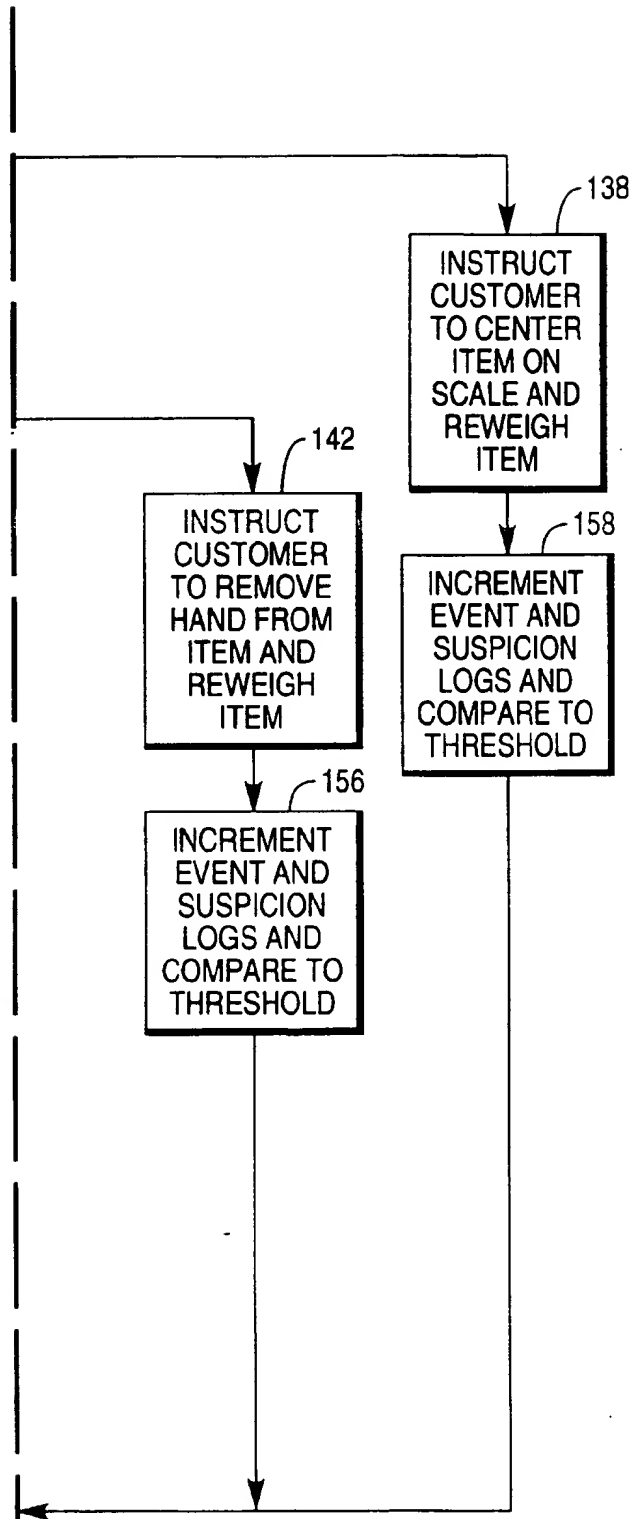 138
INSTRUCT
CUSTOMER
TO CENTER
ITEM ON
SCALE AND
REWEIGH
ITEM
142
INSTRUCT
CUSTOMER
TO REMOVE
HAND FROM
ITEM AND
REWEIGH
ITEM
158
INCREMENT
EVENT AND
SUSPICION
LOGS AND
COMPARE TO
THRESHOLD
156
INCREMENT
EVENT AND
SUSPICION
LOGS AND
COMPARE TO
THRESHOLD